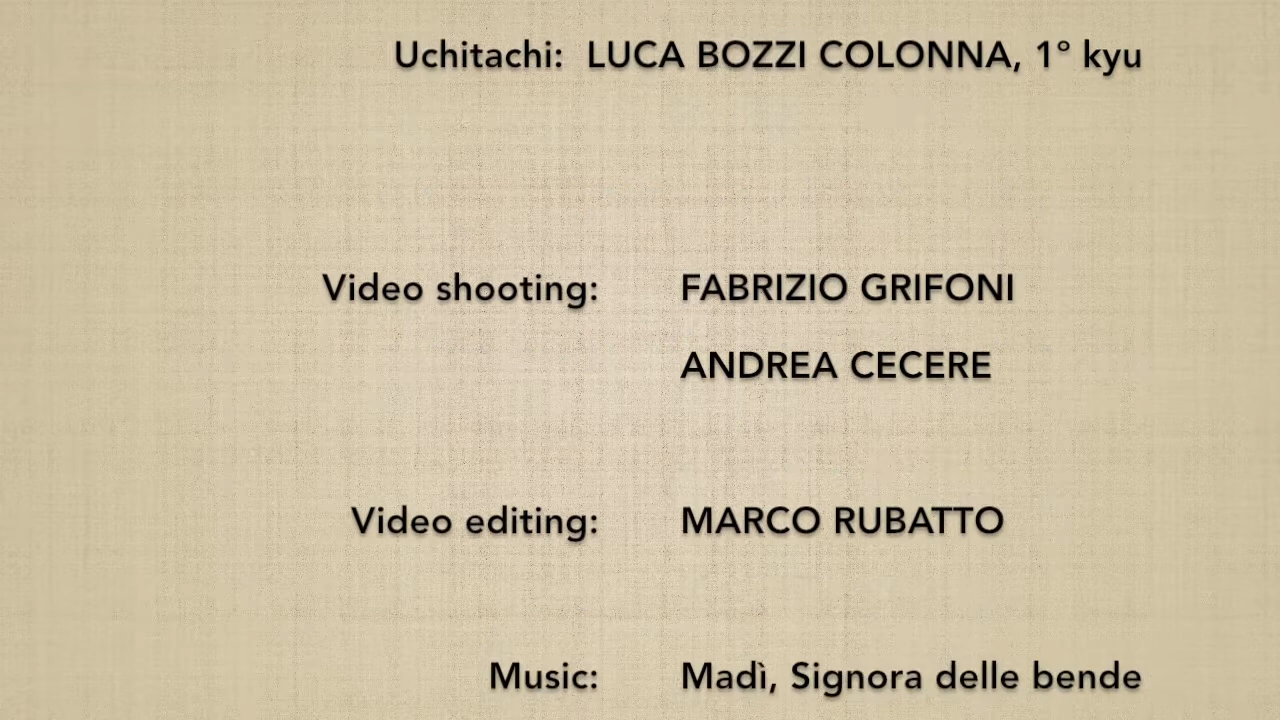 Uchitachi: LUCA BOZZI COLONNA, 1° kyu
Video shooting: FABRIZIO GRIFONI
ANDREA CECERE
Video editing: MARCO RUBATTO
Music: Madì, Signora delle bende